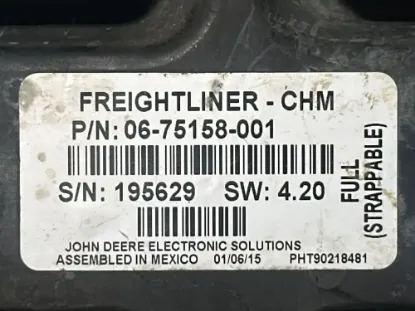 FREIGHTLINER - CHM
P/N: 06-75158-001
S/N: 195629 SW: 4.20
FULL
(STRAPPABLE)
JOHN DEERE ELECTRONIC SOLUTIONS
ASSEMBLED IN MEXICO 01/06/15 PHT90218481